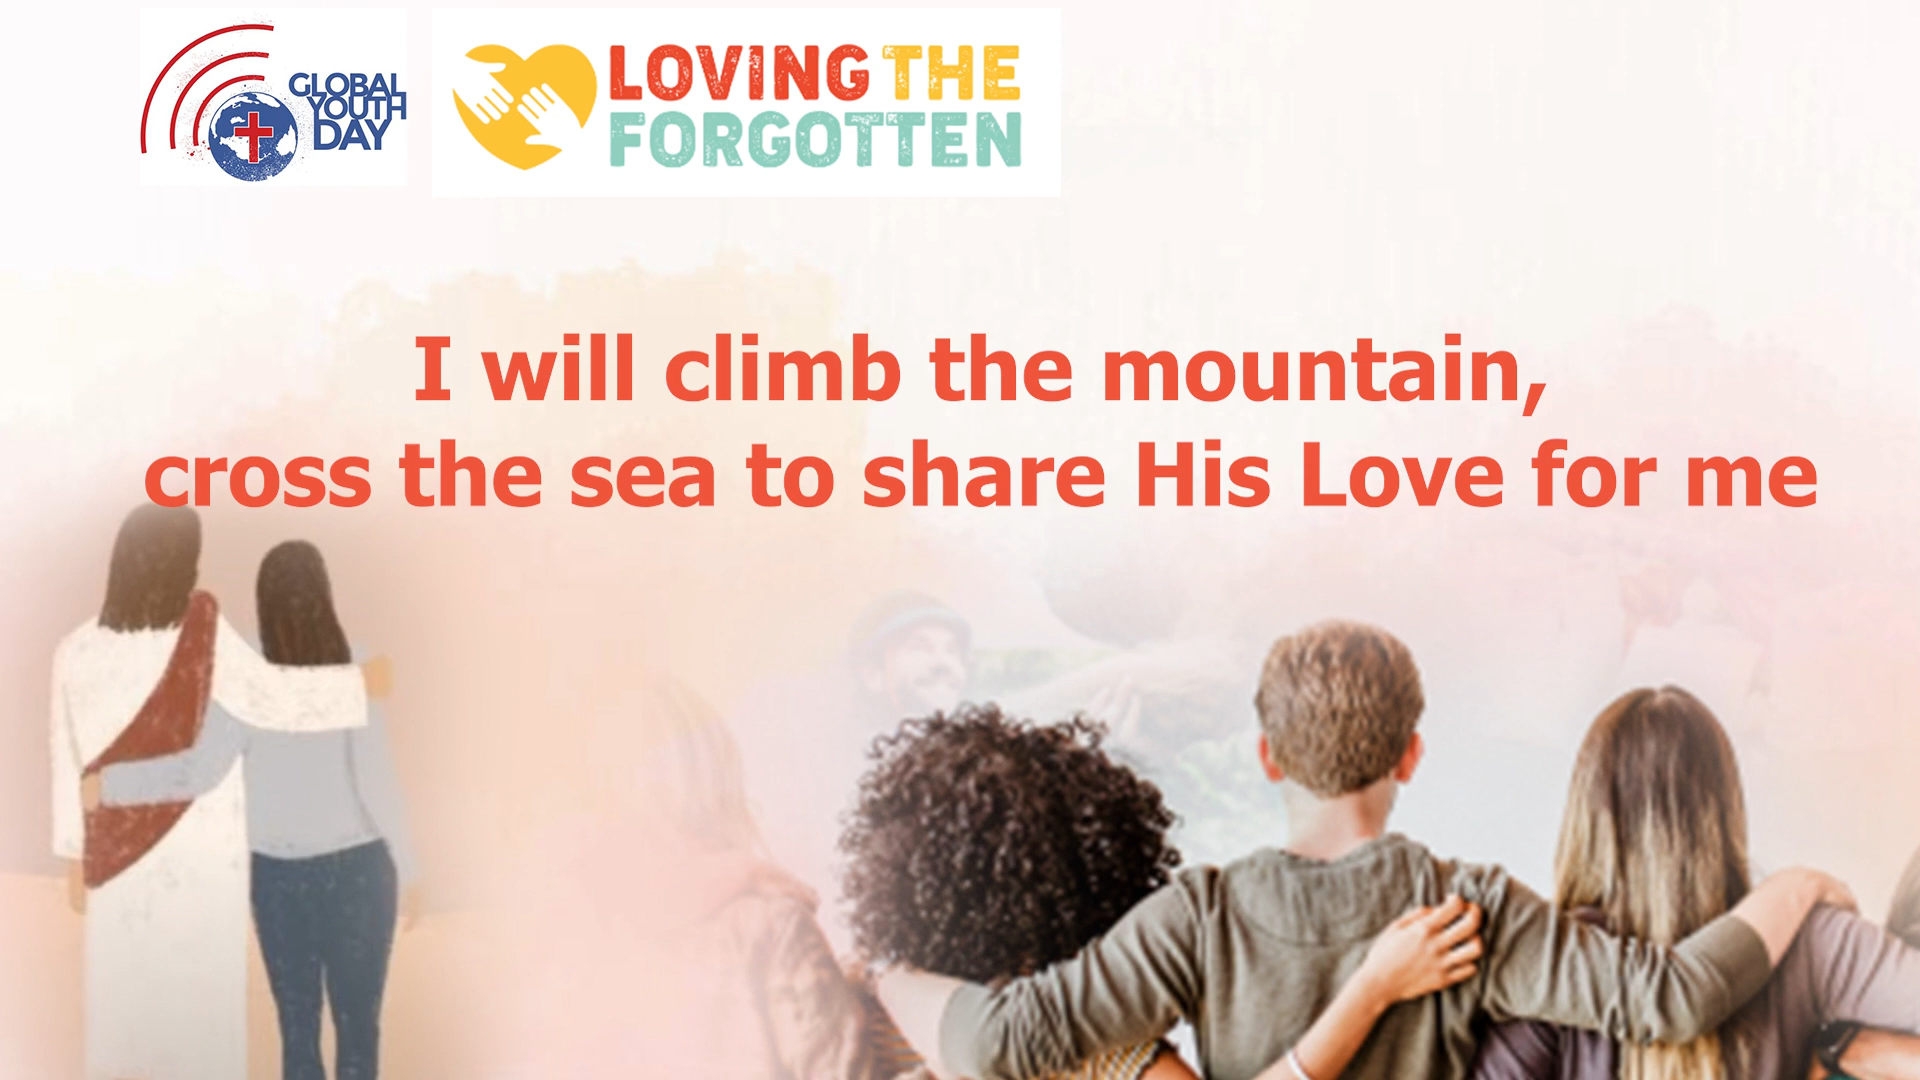 GLOBAL
YOUTH
DAY
LOVING THE
FORGOTTEN
I will climb the mountain,
cross the sea to share His Love for me